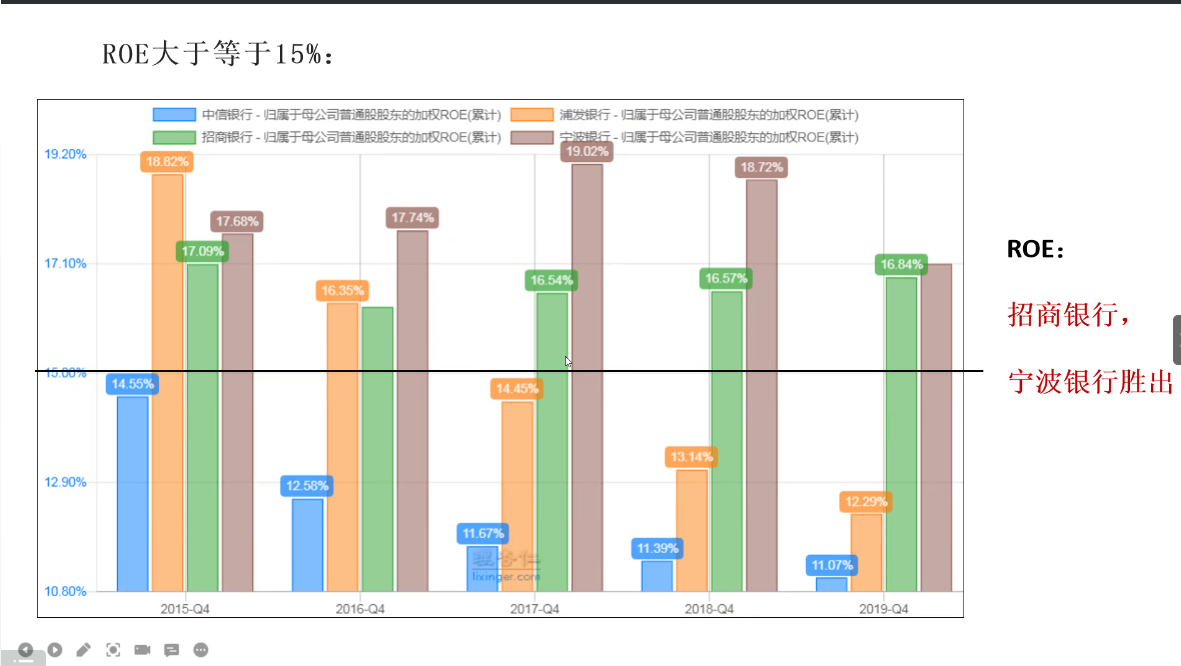 ROE大于等于15%：
中信银行 - 归属于母公司普通股股东的加权ROE(累计)
浦发银行 - 归属于母公司普通股股东的加权ROE(累计)
招商银行 - 归属于母公司普通股股东的加权ROE(累计)
宁波银行 - 归属于母公司普通股股东的加权ROE(累计)
19.20%
17.10%
15.00%
12.90%
10.80%
14.55%
18.82%
17.09%
17.68%
12.58%
16.35%
17.74%
11.67%
14.45%
16.54%
19.02%
11.39%
13.14%
16.57%
18.72%
11.07%
12.29%
16.84%
2015-Q4
2016-Q4
2017-Q4
2018-Q4
2019-Q4
理杏仁
lixinger.com
ROE：
招商银行，
宁波银行胜出